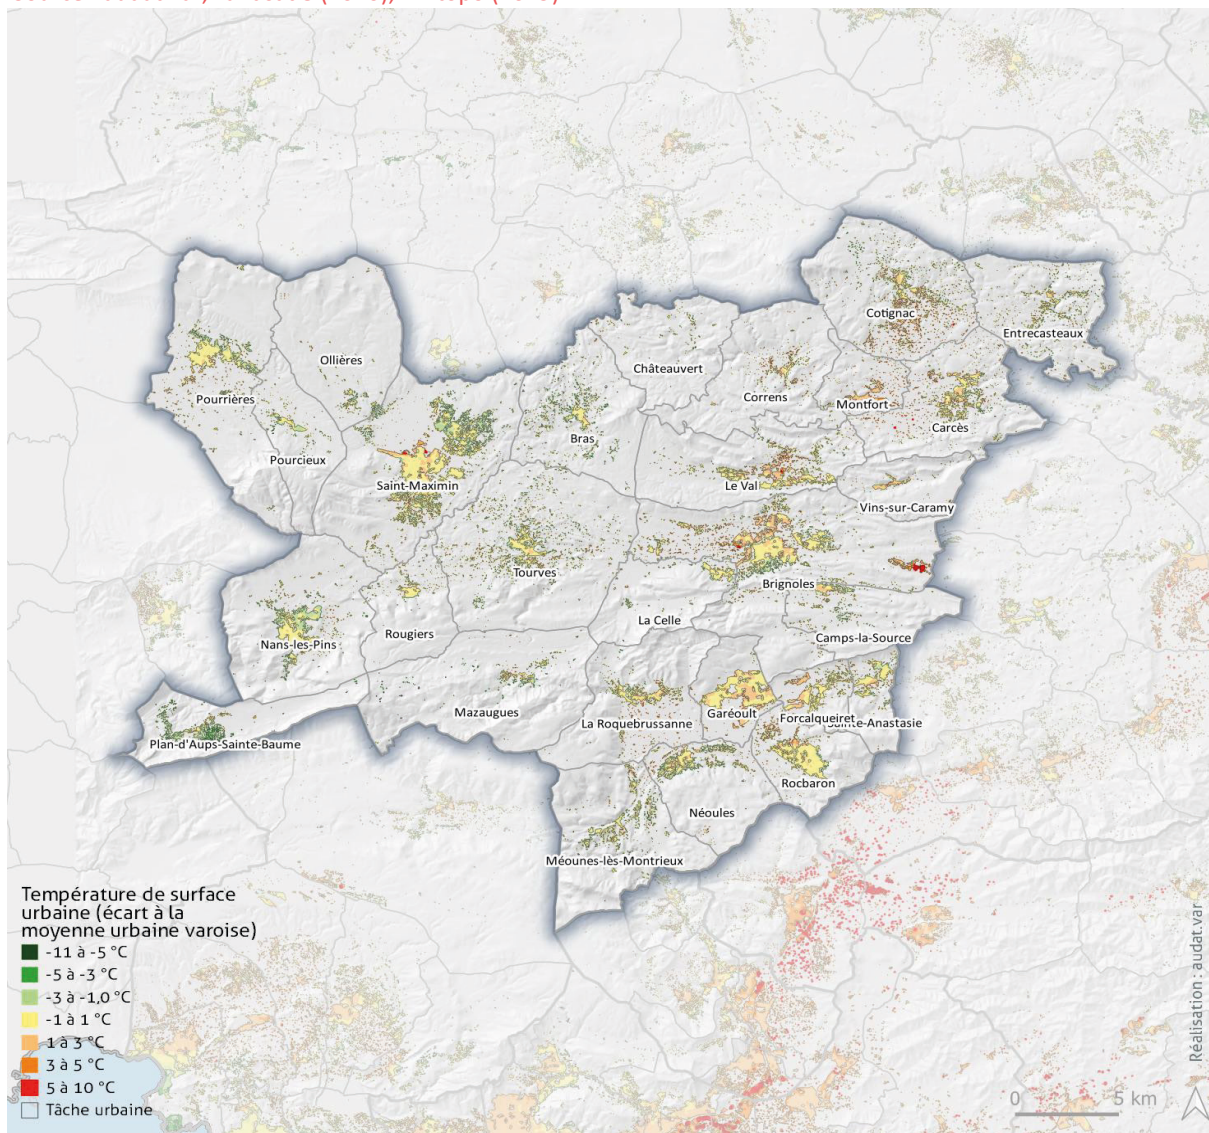 Cotignac
Entrecasteaux
Ollières
Châteauvert
Pourrières
Correns
Montfort
Carcès
Bras
Pourcieux
Saint-Maximin
Le Val
Vins-sur-Caramy
Tourves
Brignoles
La Celle
Nans-les-Pins
Rougiers
Camps-la-Source
Mazaugues
Garéoult
La Roquebrussanne
Forcalqueiret
Sainte-Anastasie
Plan-d'Aups-Sainte-Baume
Rocbaron
Néoules
Méounes-lès-Montrieux
Température de surface
urbaine (écart à la
moyenne urbaine varoise)
-11 à -5 °C
-5 à -3 °C
-3 à -1,0 °C
-1 à 1 °C
1 à 3 °C
3 à 5 °C
5 à 10 °C
Tâche urbaine
0 5 km
Réalisation : audat.var